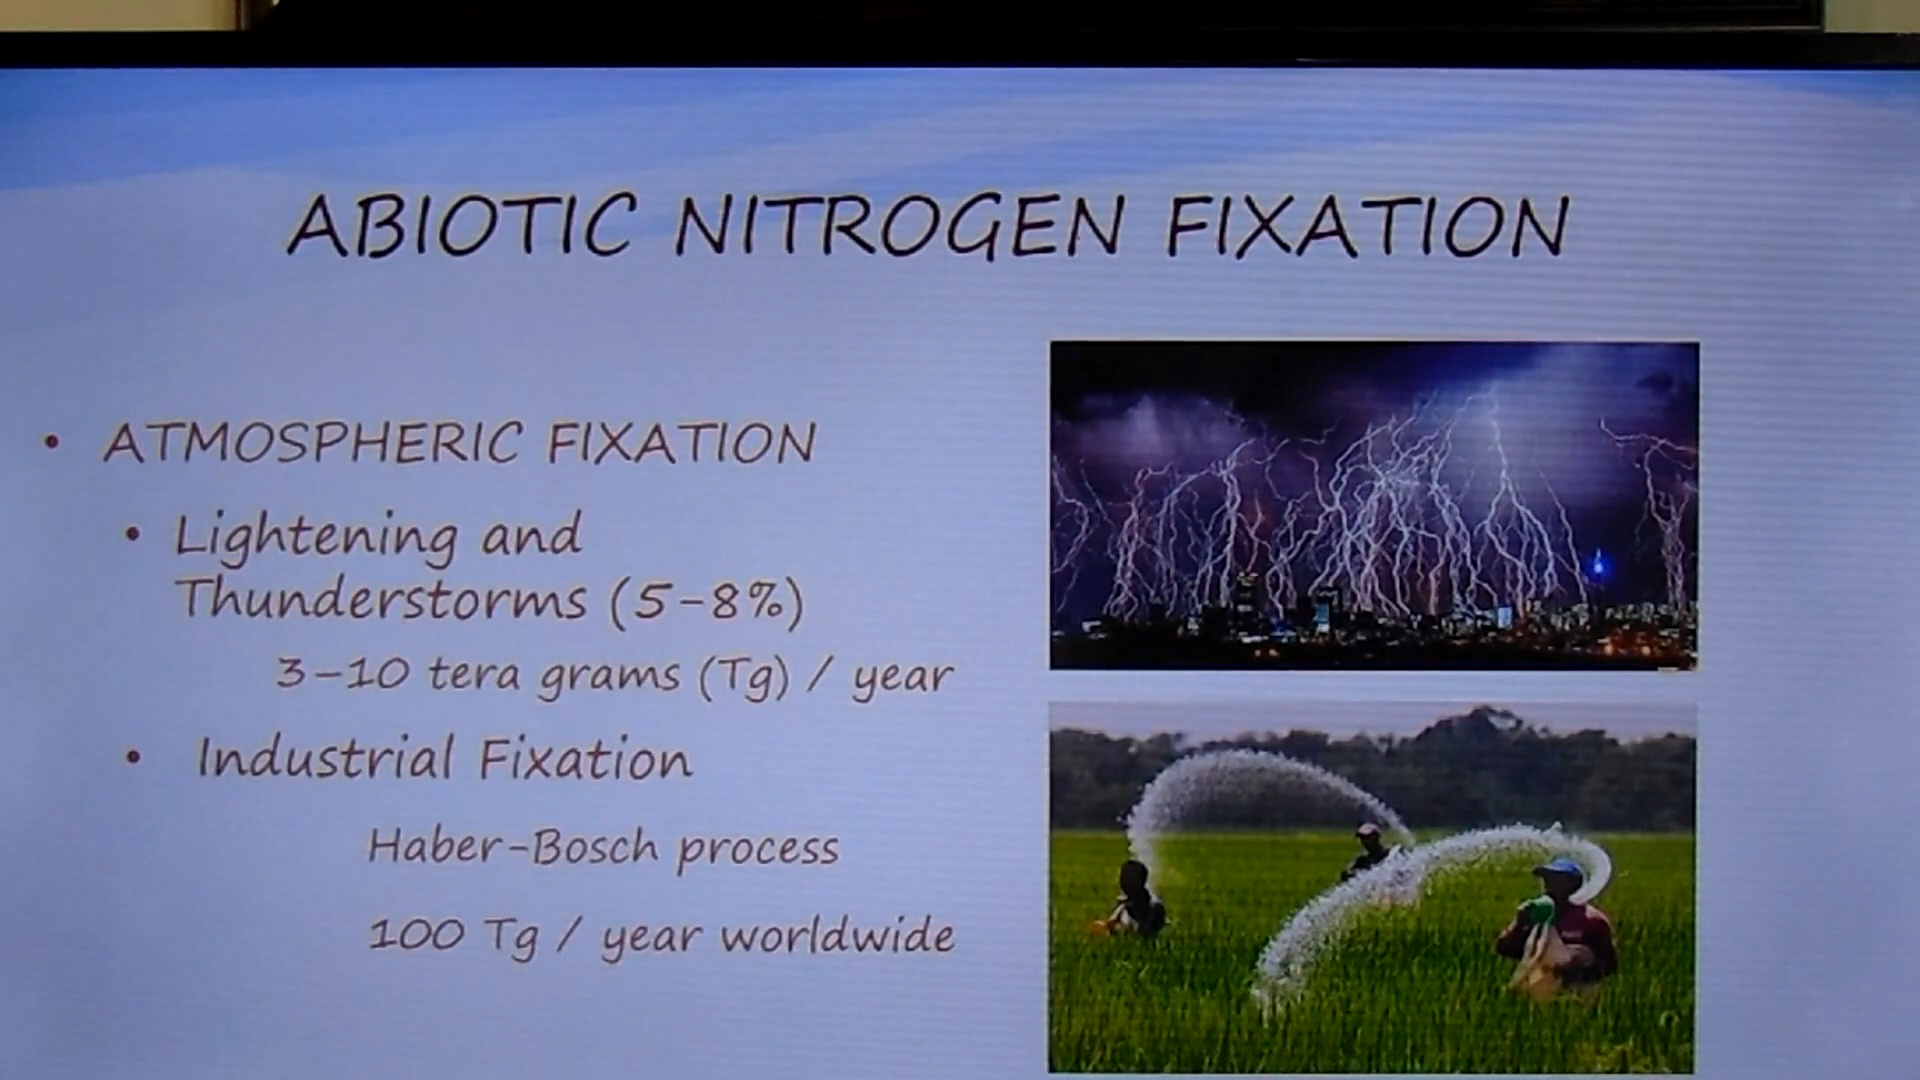 ABIOTIC NITROGEN FIXATION
• ATMOSPHERIC FIXATION
• Lightening and
Thunderstorms (5-8%)
3-10 tera grams (Tg) / year
• Industrial Fixation
Haber-Bosch process
100 Tg / year worldwide